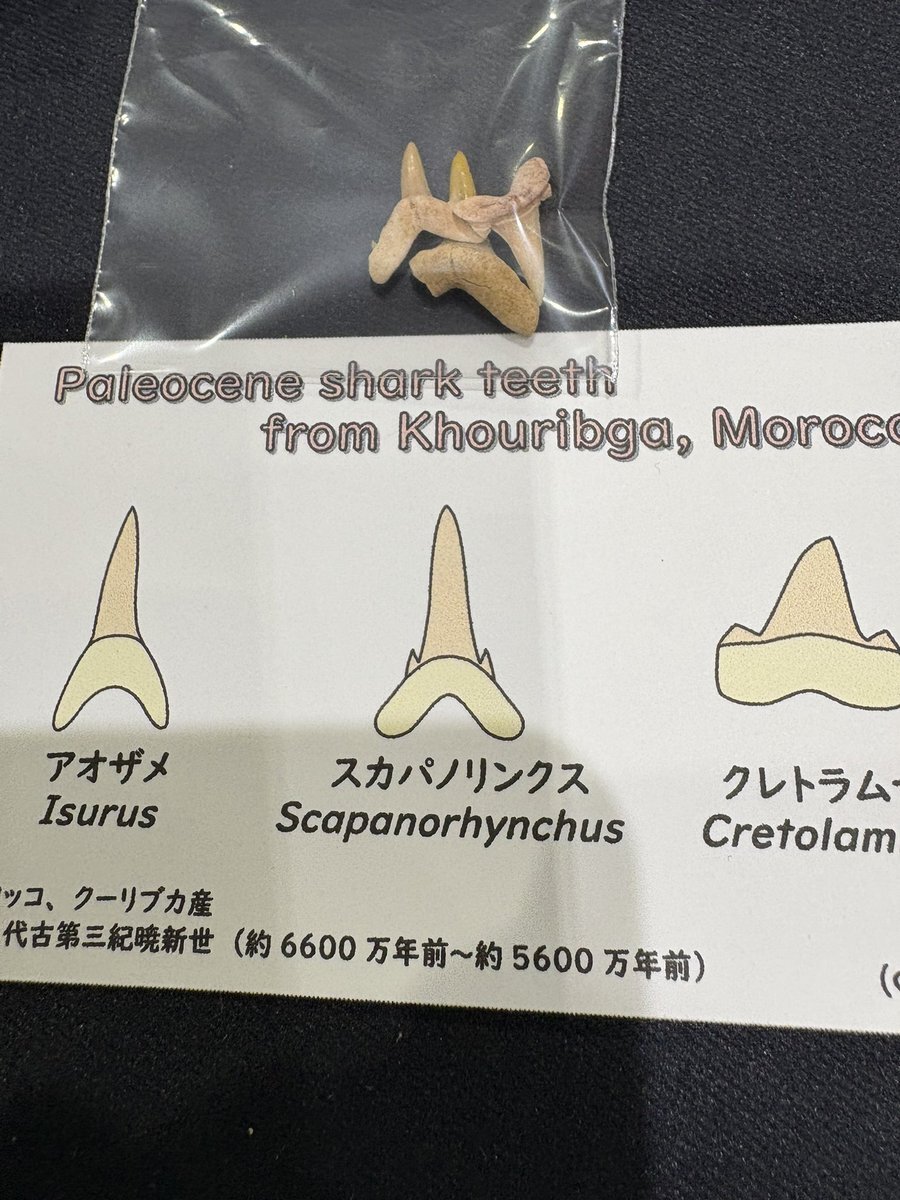 Paleocene shark teeth
from Khouribga, Moroc
アオザメ
Isurus
スカパノリンクス
Scapanorhynchus
クレトラム
Cretolam
ッコ、クーリブカ産
代古第三紀暁新世（約 6600 万年前～約 5600 万年前）